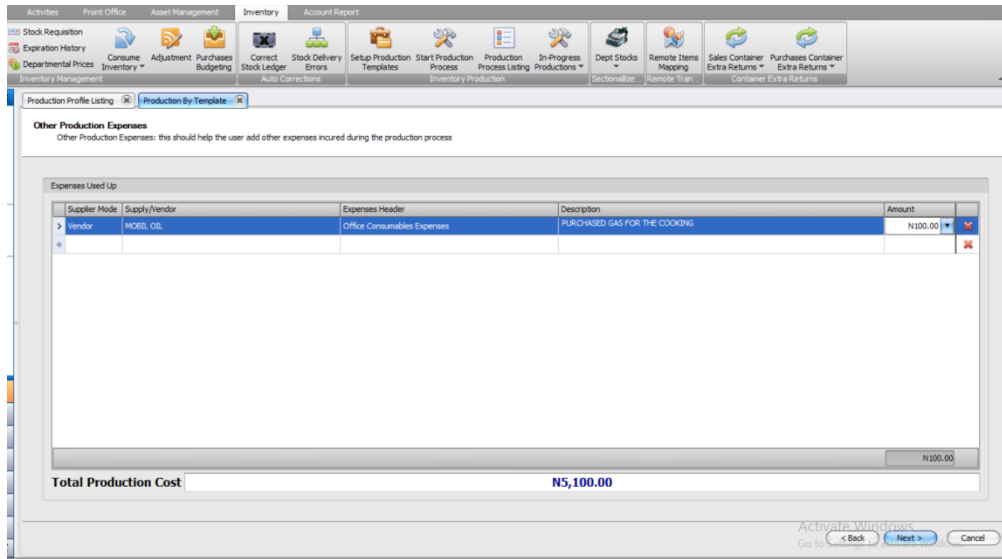 Activities Front Office Asset Management Inventory Account Report
Stock Requisition
Expiration History
Departmental Prices
Consume Inventory
Adjustment
Purchases Budgeting
Correct Stock Ledger
Stock Delivery Errors
Setup Production Templates
Start Production Process
Production Process Listing
In-Progress Productions
Dept Stocks
Remote Items Mapping
Sales Container Extra Returns
Purchases Container Extra Returns
Inventory Management Auto Corrections Inventory Production Sectionalize... Remote Tran... Container Extra Returns
Production Profile Listing Production By Template
Other Production Expenses
Other Production Expenses: this should help the user add other expenses incured during the production process
Expenses Used Up
Supplier Mode Supply/Vendor Expenses Header Description Amount
Vendor MOBIL OIL Office Consumables Expenses PURCHASED GAS FOR THE COOKING N100.00
N100.00
Total Production Cost N5,100.00
Activate Windows
Go to Settings to activate Windows.
< Back Next > Cancel